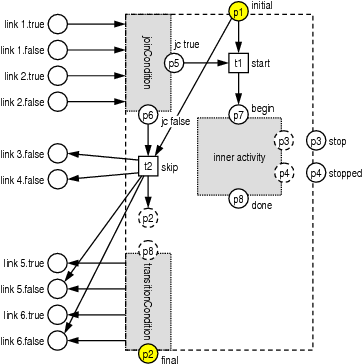 p1 initial
link 1.true
link 1.false
link 2.true
link 2.false
joinCondition
jc true
p5
t1 start
p6 jc false
p7 begin
inner activity
p3 p3 stop
p4 p4 stopped
link 3.false
link 4.false
t2 skip
p8 done
p2
p8
transitionCondition
link 5.true
link 5.false
link 6.true
link 6.false
p2 final